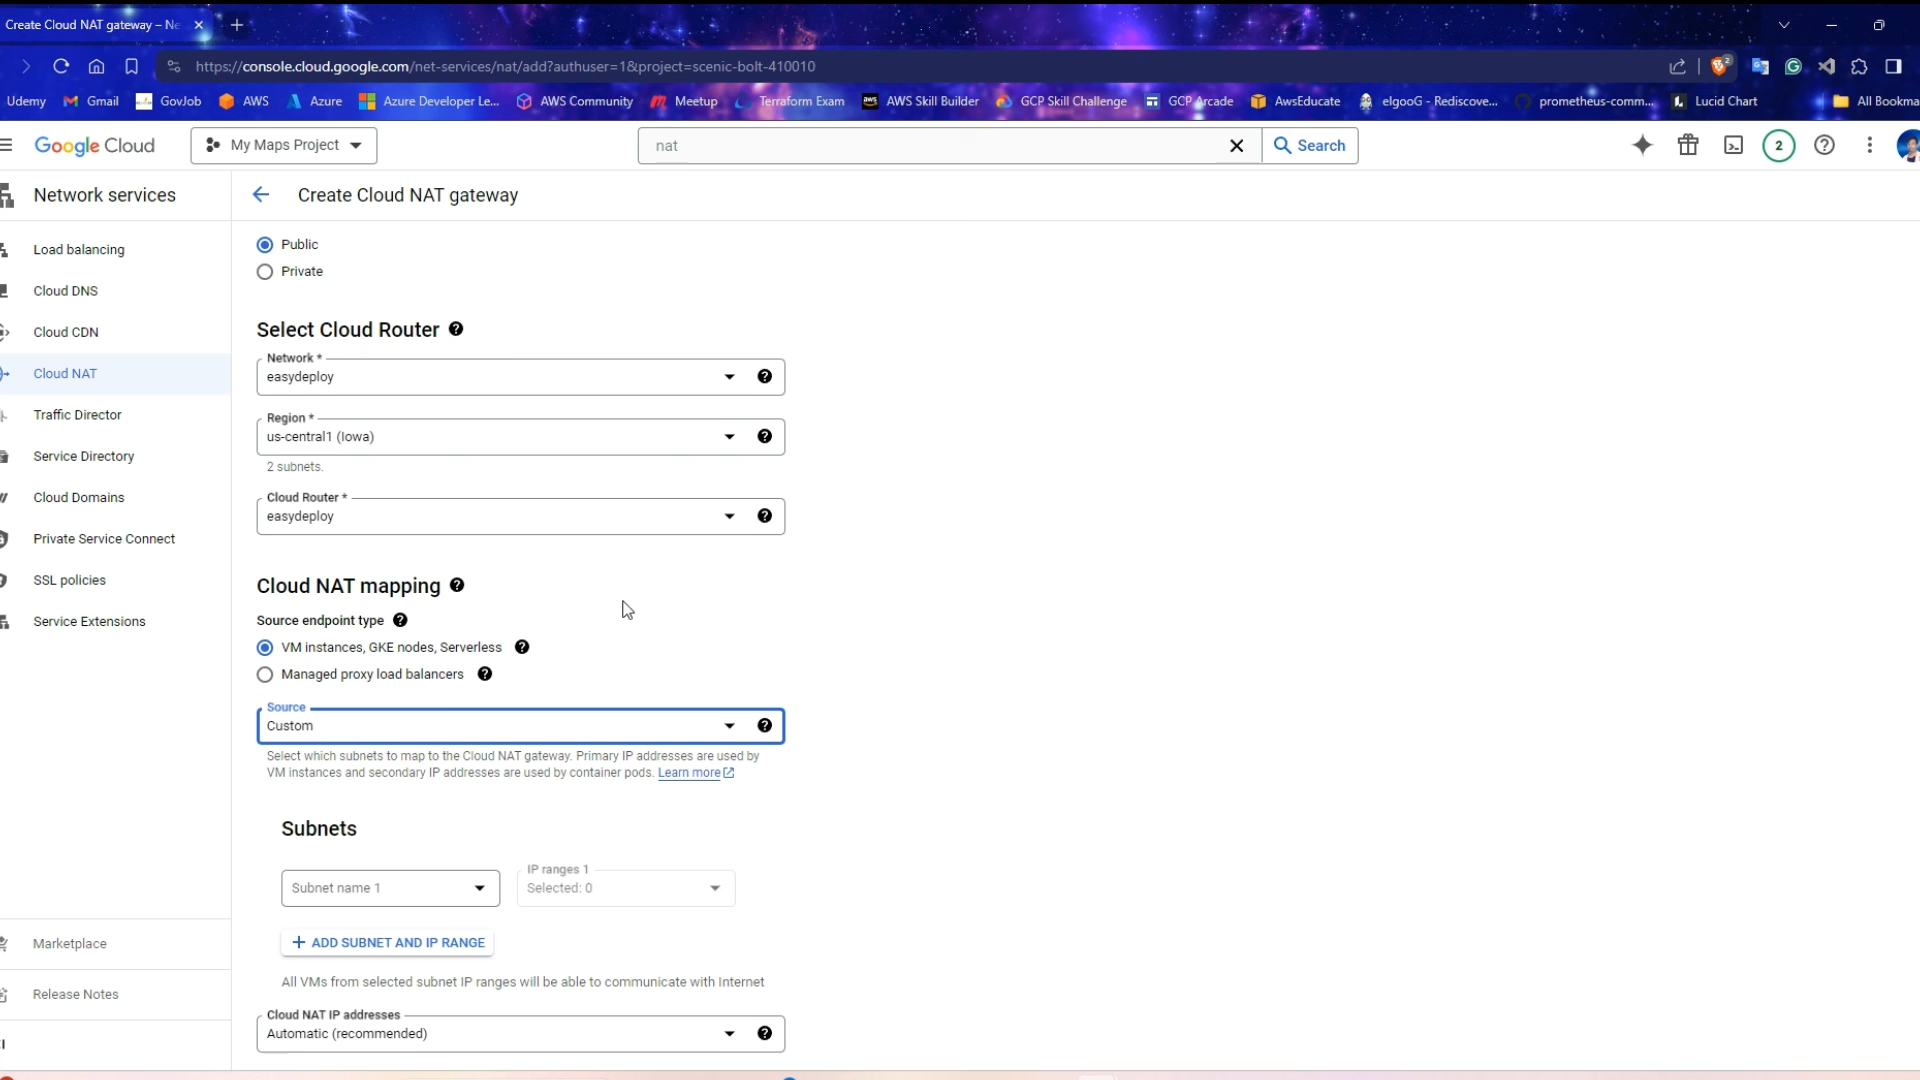 Create Cloud NAT gateway – Ne
https://console.cloud.google.com/net-services/nat/add?authuser=1&project=scenic-bolt-410010
2
Udemy Gmail GovJob AWS Azure Azure Developer Le... AWS Community Meetup Terraform Exam aws AWS Skill Builder GCP Skill Challenge GCP Arcade AwsEducate elgooG - Rediscove... prometheus-comm... Lucid Chart All Bookma
Google Cloud My Maps Project nat Search 2
Network services
Create Cloud NAT gateway
Load balancing
Cloud DNS
Cloud CDN
Cloud NAT
Traffic Director
Service Directory
Cloud Domains
Private Service Connect
SSL policies
Service Extensions
Marketplace
Release Notes
Public
Private
Select Cloud Router
Network *
easydeploy
Region *
us-central1 (Iowa)
2 subnets.
Cloud Router *
easydeploy
Cloud NAT mapping
Source endpoint type
VM instances, GKE nodes, Serverless
Managed proxy load balancers
Source
Custom
Select which subnets to map to the Cloud NAT gateway. Primary IP addresses are used by
VM instances and secondary IP addresses are used by container pods. Learn more
Subnets
Subnet name 1
IP ranges 1
Selected: 0
ADD SUBNET AND IP RANGE
All VMs from selected subnet IP ranges will be able to communicate with Internet
Cloud NAT IP addresses
Automatic (recommended)